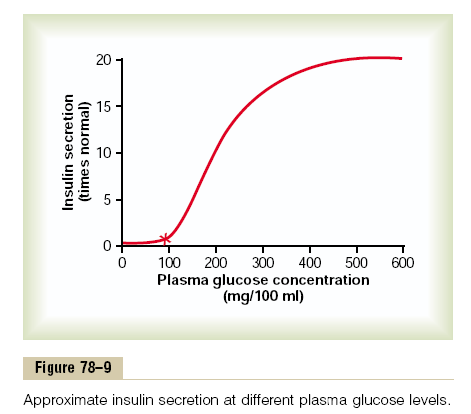 Insulin secretion
(times normal)
20
15
10
5
0
0 100 200 300 400 500 600
Plasma glucose concentration
(mg/100 ml)
Figure 78–9
Approximate insulin secretion at different plasma glucose levels.